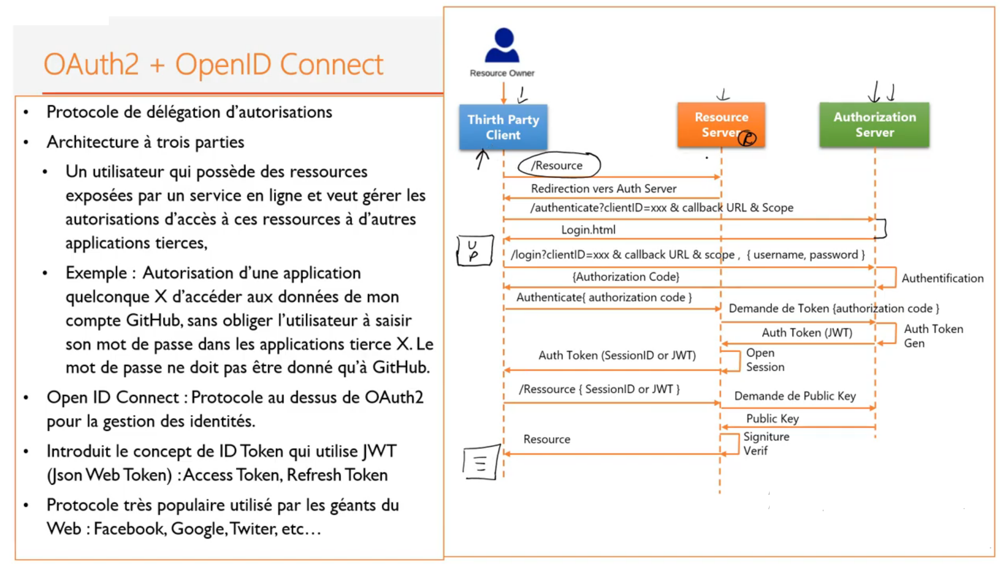 OAuth2 + OpenID Connect
• Protocole de délégation d’autorisations
• Architecture à trois parties
• Un utilisateur qui possède des ressources
exposées par un service en ligne et veut gérer les
autorisations d’accès à ces ressources à d’autres
applications tierces,
• Exemple : Autorisation d’une application
quelconque X d’accéder aux données de mon
compte GitHub, sans obliger l’utilisateur à saisir
son mot de passe dans les applications tierce X. Le
mot de passe ne doit pas être donné qu’à GitHub.
• Open ID Connect : Protocole au dessus de OAuth2
pour la gestion des identités.
• Introduit le concept de ID Token qui utilise JWT
(Json Web Token) : Access Token, Refresh Token
• Protocole très populaire utilisé par les géants du
Web : Facebook, Google, Twiter, etc…
Resource Owner
Thirth Party
Client
Resource
Server
Authorization
Server
/Resource
Redirection vers Auth Server
/authenticate?clientID=xxx & callback URL & Scope
Login.html
U
P
/login?clientID=xxx & callback URL & scope , { username, password }
{Authorization Code}
Authentification
Authenticate{ authorization code }
Demande de Token {authorization code }
Auth Token (JWT)
Auth Token
Gen
Auth Token (SessionID or JWT)
Open
Session
/Ressource { SessionID or JWT }
Demande de Public Key
Public Key
Resource
Signiture
Verif